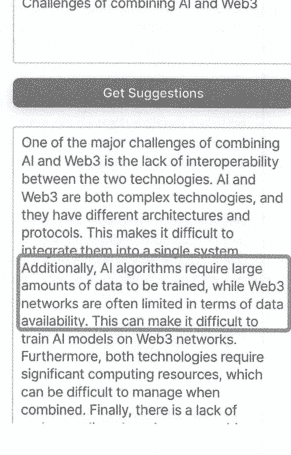 Challenges of combining AI and Web3
Get Suggestions
One of the major challenges of combining
AI and Web3 is the lack of interoperability
between the two technologies. AI and
Web3 are both complex technologies, and
they have different architectures and
protocols. This makes it difficult to
integrate them into a single system.
Additionally, AI algorithms require large
amounts of data to be trained, while Web3
networks are often limited in terms of data
availability. This can make it difficult to
train AI models on Web3 networks.
Furthermore, both technologies require
significant computing resources, which
can be difficult to manage when
combined. Finally, there is a lack of